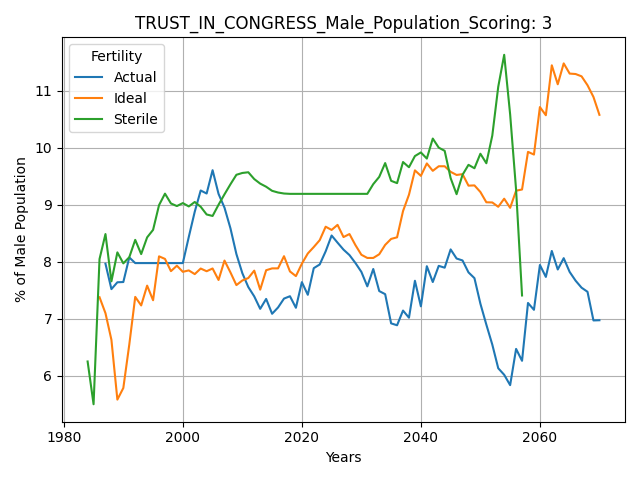 TRUST_IN_CONGRESS_Male_Population_Scoring: 3
Fertility
Actual
Ideal
Sterile
% of Male Population
11
10
9
8
7
6
1980
2000
2020
2040
2060
Years